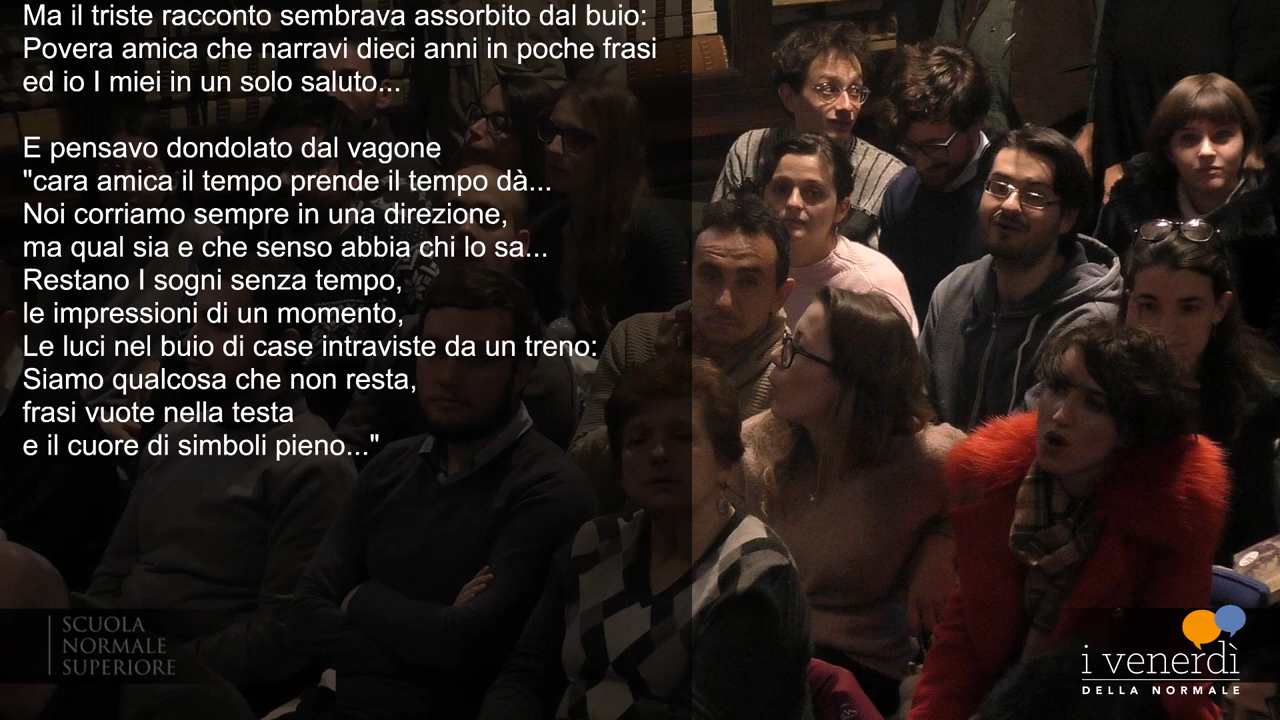 Ma il triste racconto sembrava assorbito dal buio:
Povera amica che narravi dieci anni in poche frasi
ed io I miei in un solo saluto...
E pensavo dondolato dal vagone
"cara amica il tempo prende il tempo dà...
Noi corriamo sempre in una direzione,
ma qual sia e che senso abbia chi lo sa...
Restano I sogni senza tempo,
le impressioni di un momento,
Le luci nel buio di case intraviste da un treno:
Siamo qualcosa che non resta,
frasi vuote nella testa
e il cuore di simboli pieno..."
SCUOLA
NORMALE
SUPERIORE
i venerdì
DELLA NORMALE